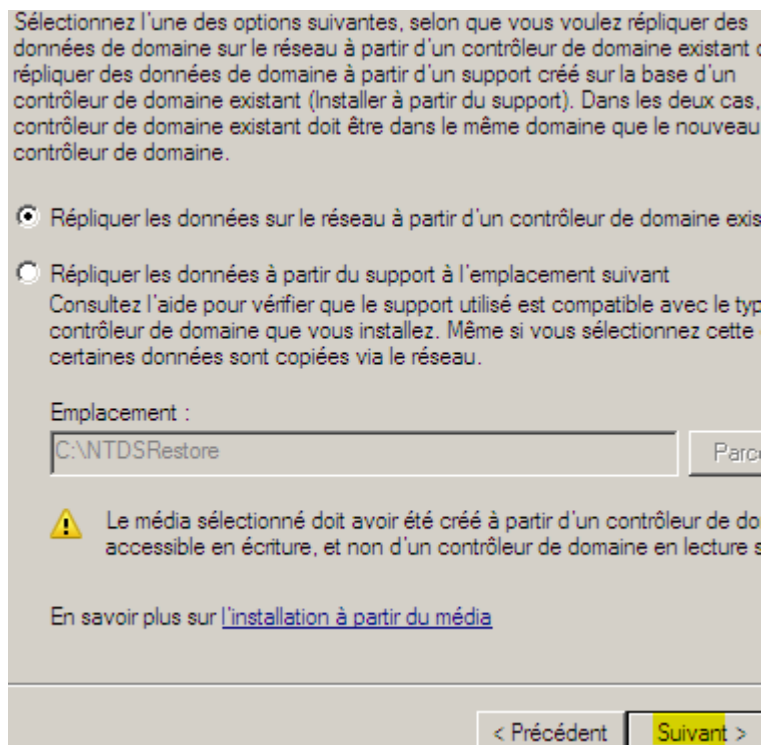 Sélectionnez l'une des options suivantes, selon que vous voulez répliquer des
données de domaine sur le réseau à partir d'un contrôleur de domaine existant
répliquer des données de domaine à partir d'un support créé sur la base d'un
contrôleur de domaine existant (Installer à partir du support). Dans les deux cas,
contrôleur de domaine existant doit être dans le même domaine que le nouveau
contrôleur de domaine.
Répliquer les données sur le réseau à partir d'un contrôleur de domaine exis
Répliquer les données à partir du support à l'emplacement suivant
Consultez l'aide pour vérifier que le support utilisé est compatible avec le typ
contrôleur de domaine que vous installez. Même si vous sélectionnez cette
certaines données sont copiées via le réseau.
Emplacement :
C:\NTDSRestore
Parc
Le média sélectionné doit avoir été créé à partir d'un contrôleur de do
accessible en écriture, et non d'un contrôleur de domaine en lecture s
En savoir plus sur l'installation à partir du média
< Précédent
Suivant >